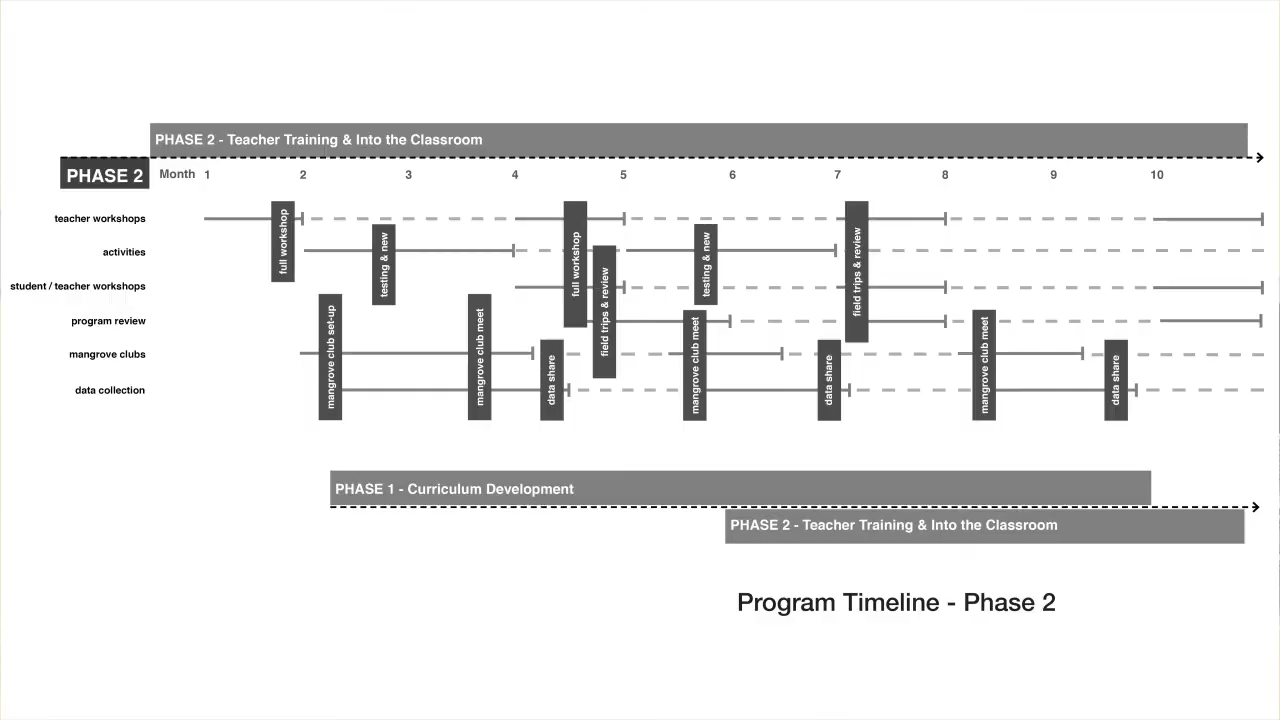 PHASE 2 - Teacher Training & Into the Classroom
PHASE 2
Month 1 2 3 4 5 6 7 8 9 10
teacher workshops
activities
student / teacher workshops
program review
mangrove clubs
data collection
full workshop
mangrove club set-up
testing & new
mangrove club meet
data share
full workshop
field trips & review
mangrove club meet
testing & new
data share
field trips & review
mangrove club meet
data share
PHASE 1 - Curriculum Development
PHASE 2 - Teacher Training & Into the Classroom
Program Timeline - Phase 2